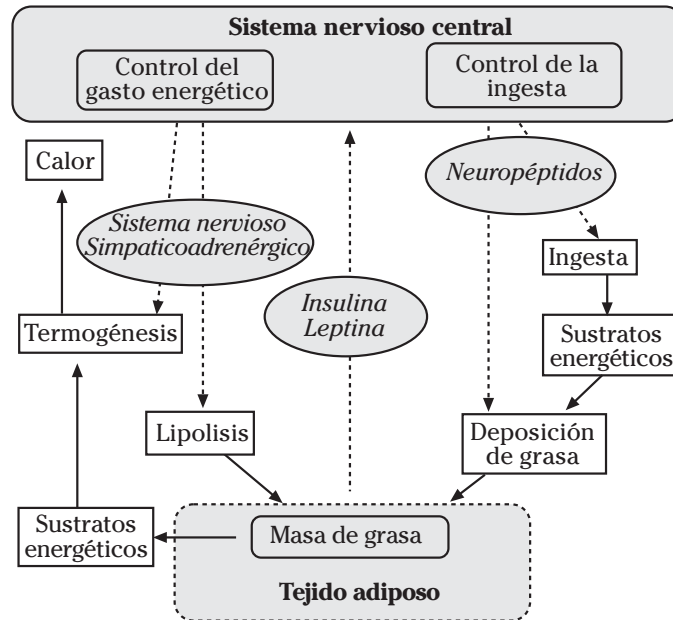 Sistema nervioso central
Control del
gasto energético
Control de la
ingesta
Calor
Neuropéptidos
Sistema nervioso
Simpaticoadrenérgico
Ingesta
Insulina
Leptina
Termogénesis
Sustratos
energéticos
Lipolisis
Deposición
de grasa
Sustratos
energéticos
Masa de grasa
Tejido adiposo